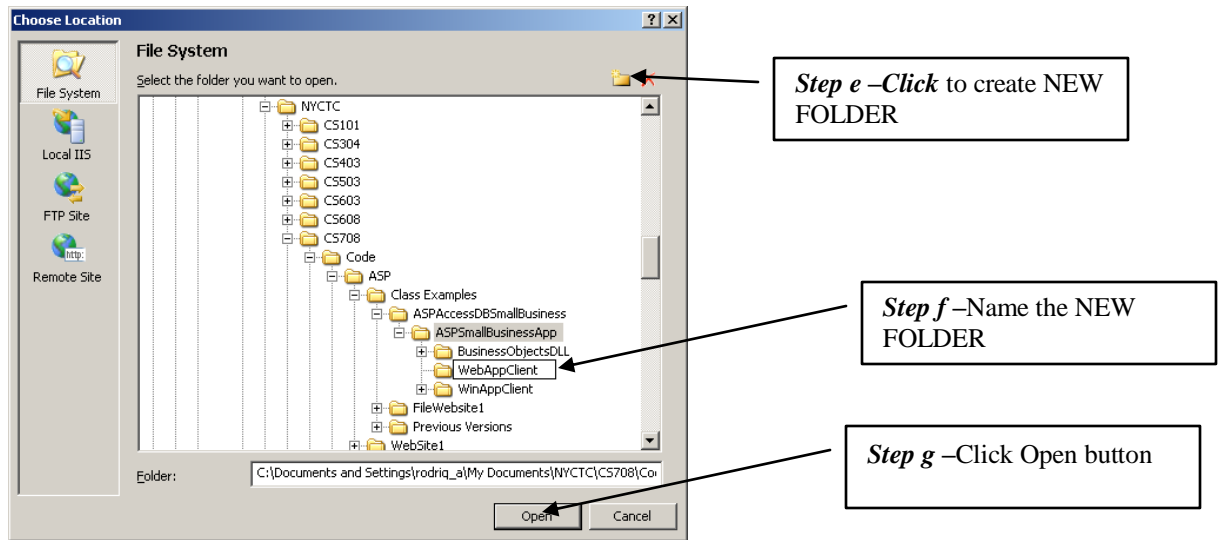 Choose Location
File System
Select the folder you want to open.
File System
Local IIS
FTP Site
http:
Remote Site
NYCTC
CS101
CS304
CS403
CS503
CS603
CS608
CS708
Code
ASP
Class Examples
ASPAccessDBSmallBusiness
ASPSmallBusinessApp
BusinessObjectsDLL
WebAppClient
WinAppClient
FileWebsite1
Previous Versions
WebSite1
Folder:
C:\Documents and Settings\rodriq_a\My Documents\NYCTC\CS708\Co
Open
Cancel
Step e –Click to create NEW
FOLDER
Step f –Name the NEW
FOLDER
Step g –Click Open button